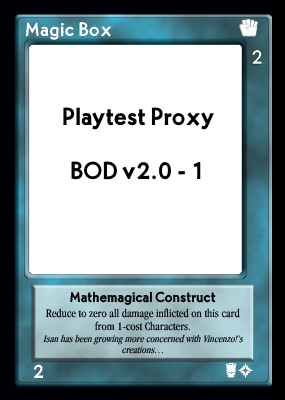 Magic Box
2
Playtest Proxy
BOD v2.0 - 1
Mathemagical Construct
Reduce to zero all damage inflicted on this card
from 1-cost Characters.
Isan has been growing more concerned with Vincenzo!'s
creations…
2